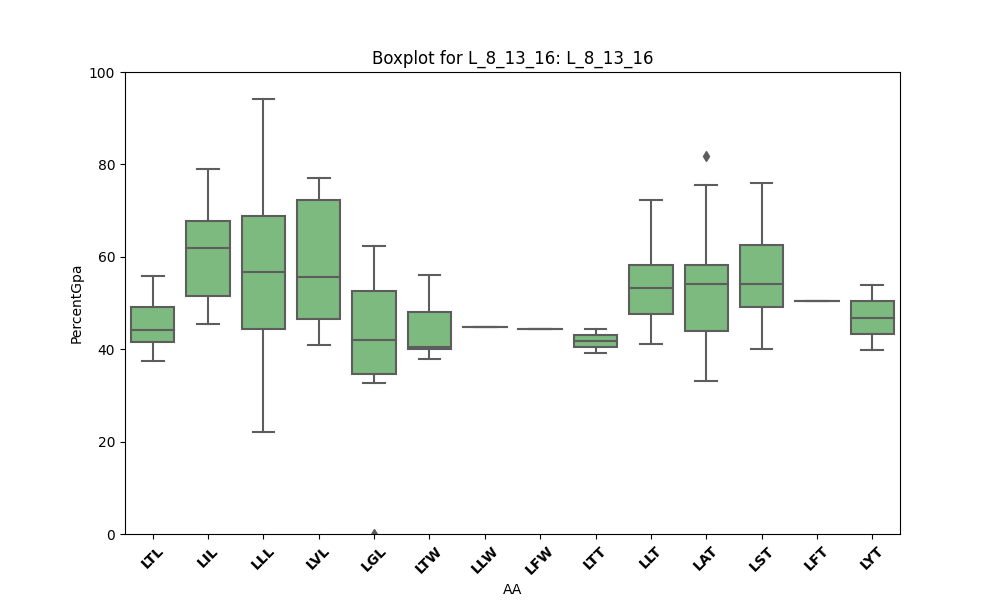 Boxplot for L_8_13_16: L_8_13_16
PercentGpa
100
80
60
40
20
0
LTL
LIL
LLL
LVL
LGL
LTW
LLW
LFW
LTT
LLT
LAT
LST
LFT
LYT
AA